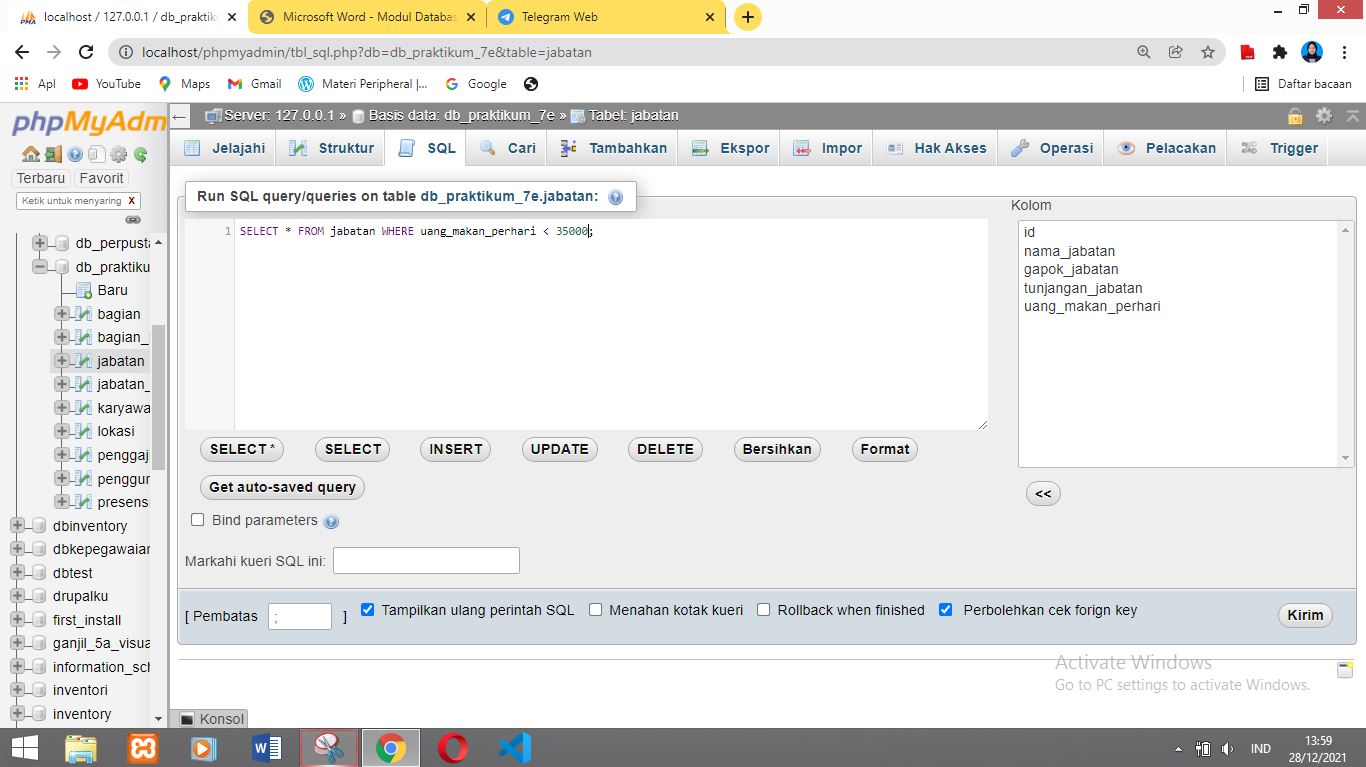 localhost / 127.0.0.1 / db_praktik
Microsoft Word - Modul Databas
Telegram Web
localhost/phpmyadmin/tbl_sql.php?db=db_praktikum_7e&table=jabatan
Apl YouTube Maps Gmail Materi Peripheral |... Google Daftar bacaan
phpMyAdm
Server: 127.0.0.1 » Basis data: db_praktikum_7e » Tabel: jabatan
Jelajahi Struktur SQL Cari Tambahkan Ekspor Impor Hak Akses Operasi Pelacakan Trigger
Terbaru Favorit
Ketik untuk menyaring X
db_perpusta
db_praktiku
Baru
bagian
bagian_
jabatan
jabatan_
karyawa
lokasi
penggaj
penggur
presens
dbinventory
dbkepegawaiar
dbtest
drupalku
first_install
ganjil_5a_visua
information_sch
inventori
inventory
Run SQL query/queries on table db_praktikum_7e.jabatan:
1 SELECT * FROM jabatan WHERE uang_makan_perhari < 35000;
Kolom
id
nama_jabatan
gapok_jabatan
tunjangan_jabatan
uang_makan_perhari
SELECT * SELECT INSERT UPDATE DELETE Bersihkan Format
Get auto-saved query
<<
Bind parameters
Markahi kueri SQL ini:
[ Pembatas ; ] Tampilkan ulang perintah SQL Menahan kotak kueri Rollback when finished Perbolehkan cek forign key Kirim
Activate Windows
Go to PC settings to activate Windows.
Konsol
IND
13:59
28/12/2021